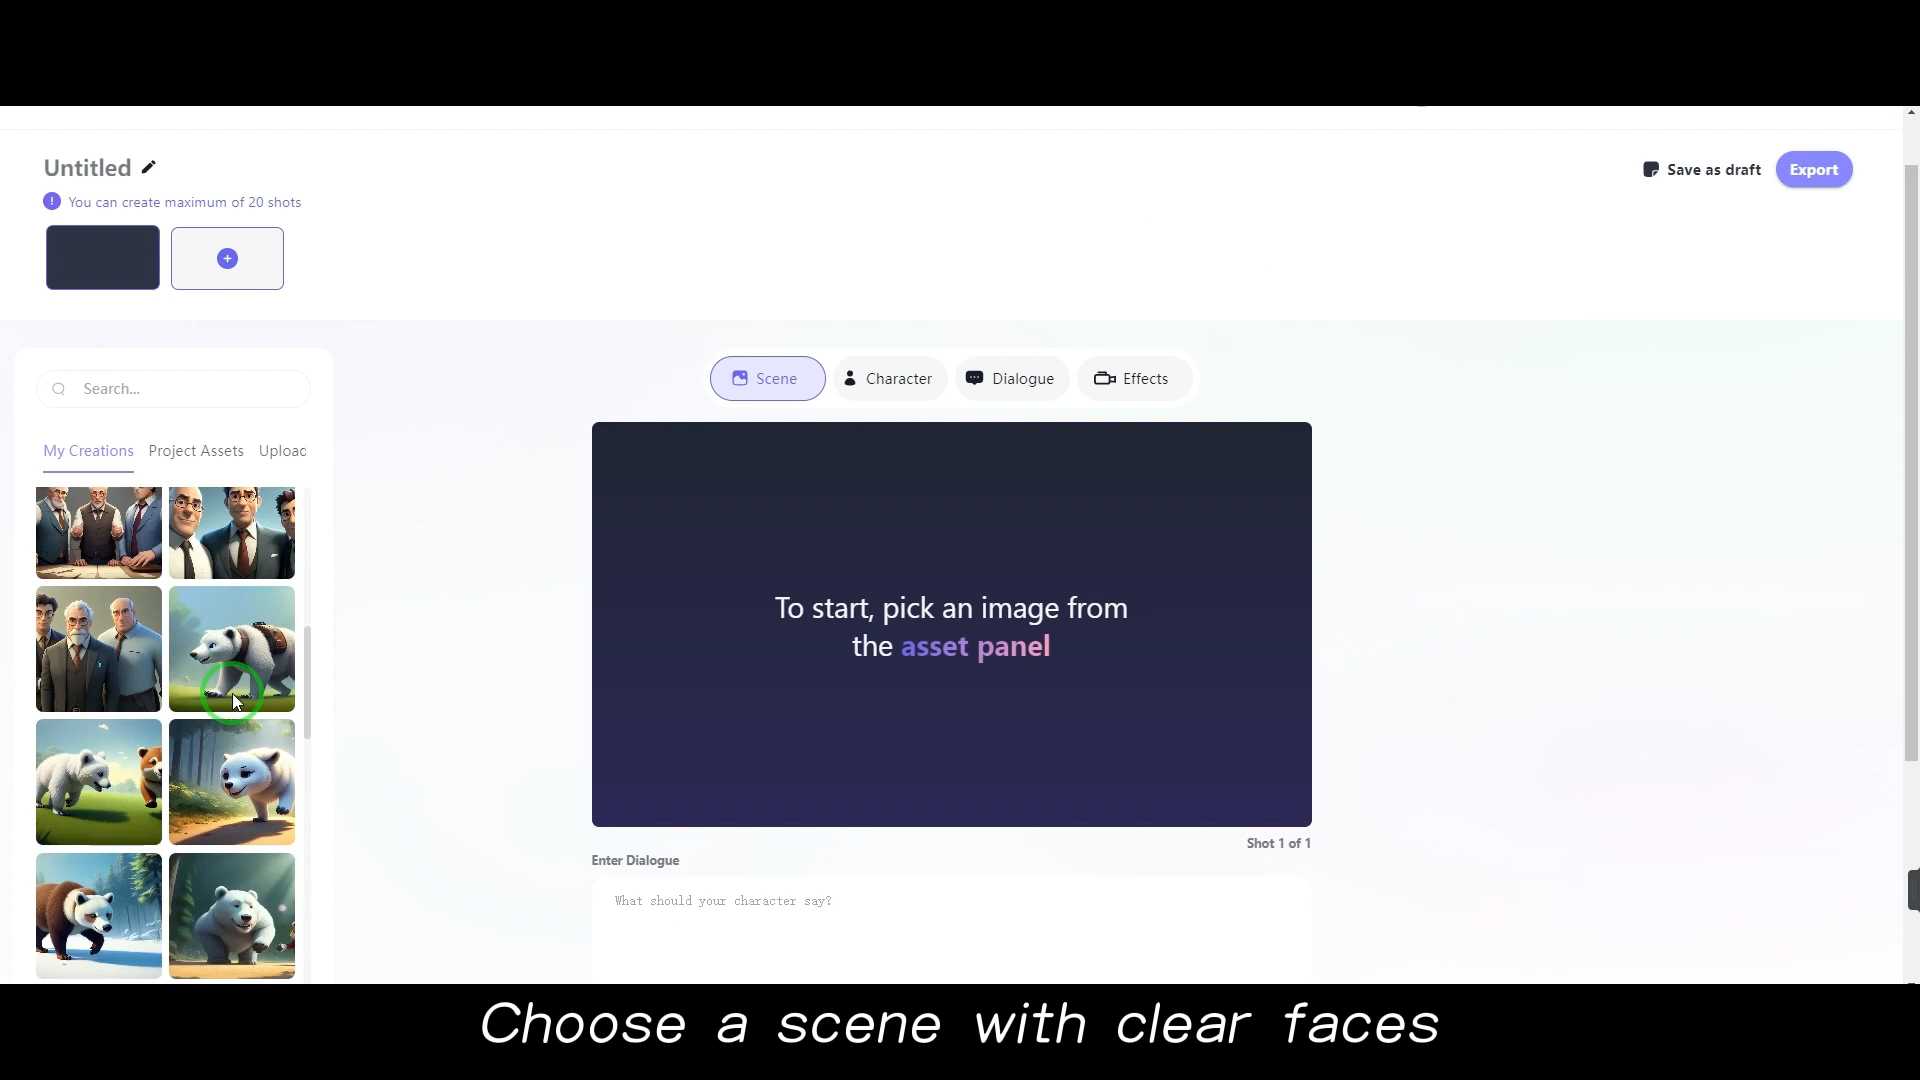 Untitled
Save as draft
Export
You can create maximum of 20 shots
Search...
Scene
Character
Dialogue
Effects
My Creations
Project Assets
Upload
To start, pick an image from
the asset panel
Shot 1 of 1
Enter Dialogue
What should your character say?
Choose a scene with clear faces